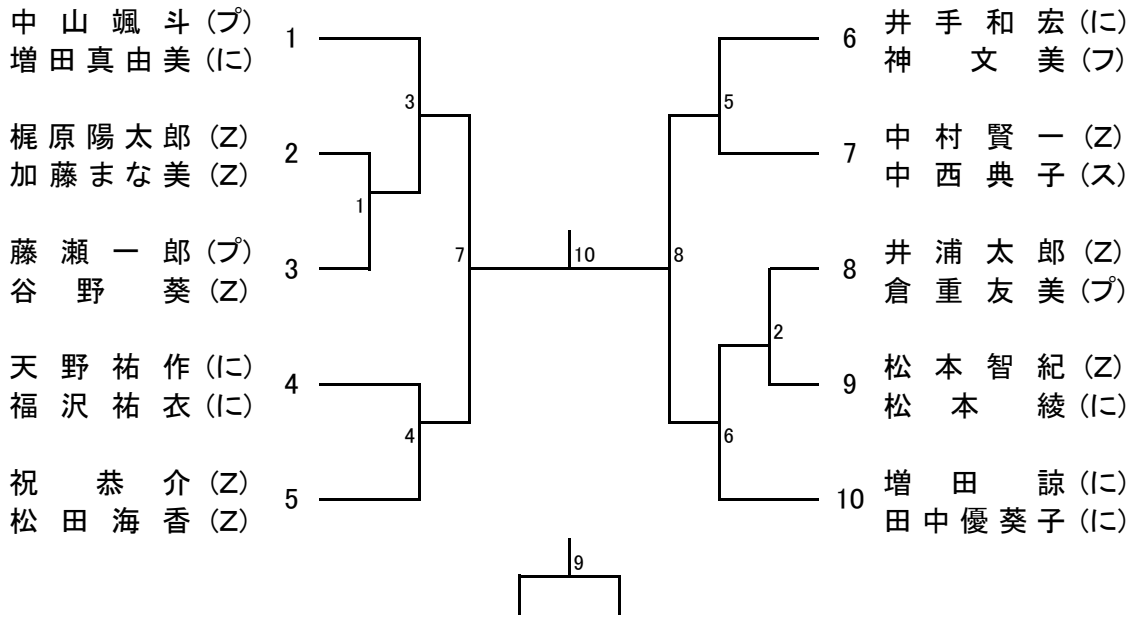 中山颯斗(プ)
1
増田真由美(に)
梶原陽太郎(Z)
2
加藤まな美(Z)
藤瀬一郎(プ)
3
谷野葵(Z)
天野祐作(に)
4
福沢祐衣(に)
祝恭介(Z)
5
松田海香(Z)
3
1
7
4
10
9
8
5
2
6
6
井手和宏(に)
神文美(フ)
7
中村賢一(Z)
中西典子(ス)
8
井浦太郎(Z)
倉重友美(プ)
9
松本智紀(Z)
松本綾(に)
10
増田諒(に)
田中優葵子(に)